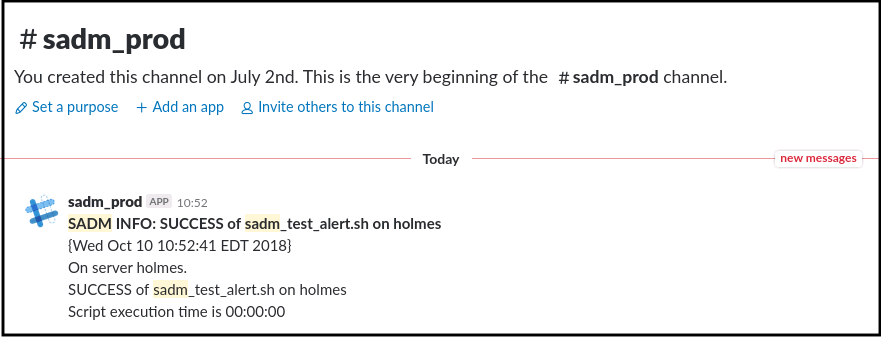 # sadm_prod
You created this channel on July 2nd. This is the very beginning of the # sadm_prod channel.
Set a purpose + Add an app Invite others to this channel
Today new messages
sadm_prod APP 10:52
SADM INFO: SUCCESS of sadm_test_alert.sh on holmes
{Wed Oct 10 10:52:41 EDT 2018}
On server holmes.
SUCCESS of sadm_test_alert.sh on holmes
Script execution time is 00:00:00